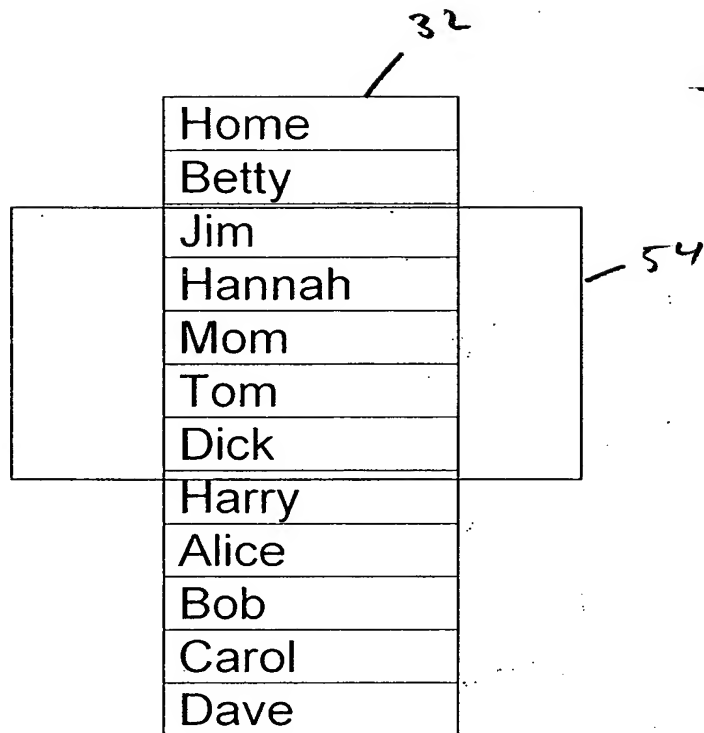 32
Home
Betty
Jim
Hannah
54
Mom
Tom
Dick
Harry
Alice
Bob
Carol
Dave